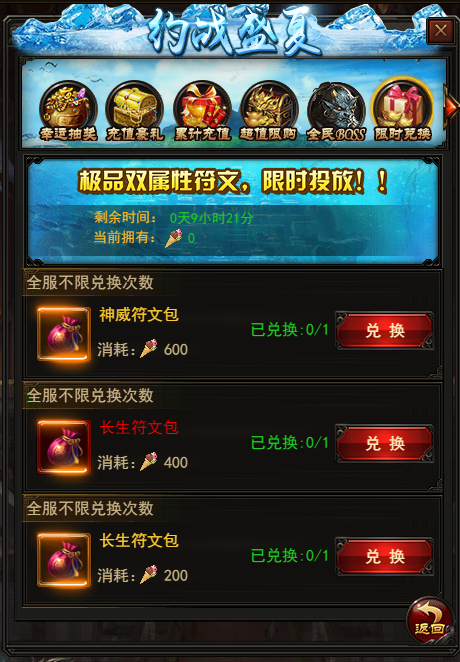 约战盛夏
幸运抽奖 充值豪礼 累计充值 超值限购 全民BOSS 限时兑换
极品双属性符文，限时投放！！
剩余时间： 0天9小时21分
当前拥有： 0
全服不限兑换次数
神威符文包
消耗： 600
已兑换:0/1
兑 换
全服不限兑换次数
长生符文包
消耗： 400
已兑换:0/1
兑 换
全服不限兑换次数
长生符文包
消耗： 200
已兑换:0/1
兑 换
返回